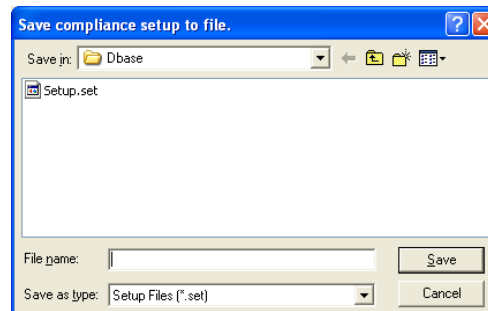 Save compliance setup to file.
Save in: Dbase
Setup.set
File name: Save
Save as type: Setup Files (*.set) Cancel